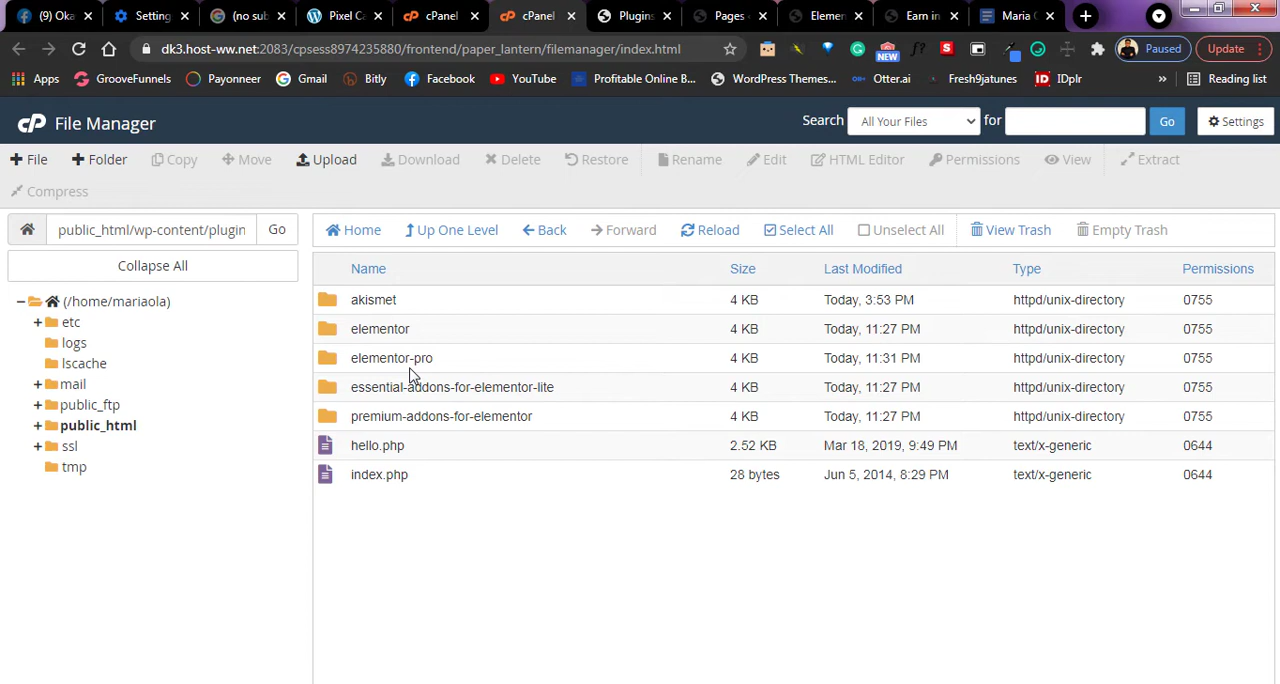 (9) Oka
Setting
(no sub
Pixel Ca
cPanel
cPanel
Plugins
Pages ‹
Elemen
Earn in
Maria O
dk3.host-ww.net:2083/cpsess8974235880/frontend/paper_lantern/filemanager/index.html
NEW
Paused
Update
Apps
GrooveFunnels
Payonneer
Gmail
Bitly
Facebook
YouTube
Profitable Online B...
WordPress Themes...
Otter.ai
Fresh9jatunes
IDplr
»
Reading list
cP File Manager
Search
All Your Files
for
Go
Settings
File
Folder
Copy
Move
Upload
Download
Delete
Restore
Rename
Edit
HTML Editor
Permissions
View
Extract
Compress
public_html/wp-content/plugin
Go
Home
Up One Level
Back
Forward
Reload
Select All
Unselect All
View Trash
Empty Trash
Collapse All
(/home/mariaola)
etc
logs
lscache
mail
public_ftp
public_html
ssl
tmp
Name Size Last Modified Type Permissions
akismet 4 KB Today, 3:53 PM httpd/unix-directory 0755
elementor 4 KB Today, 11:27 PM httpd/unix-directory 0755
elementor-pro 4 KB Today, 11:31 PM httpd/unix-directory 0755
essential-addons-for-elementor-lite 4 KB Today, 11:27 PM httpd/unix-directory 0755
premium-addons-for-elementor 4 KB Today, 11:27 PM httpd/unix-directory 0755
hello.php 2.52 KB Mar 18, 2019, 9:49 PM text/x-generic 0644
index.php 28 bytes Jun 5, 2014, 8:29 PM text/x-generic 0644